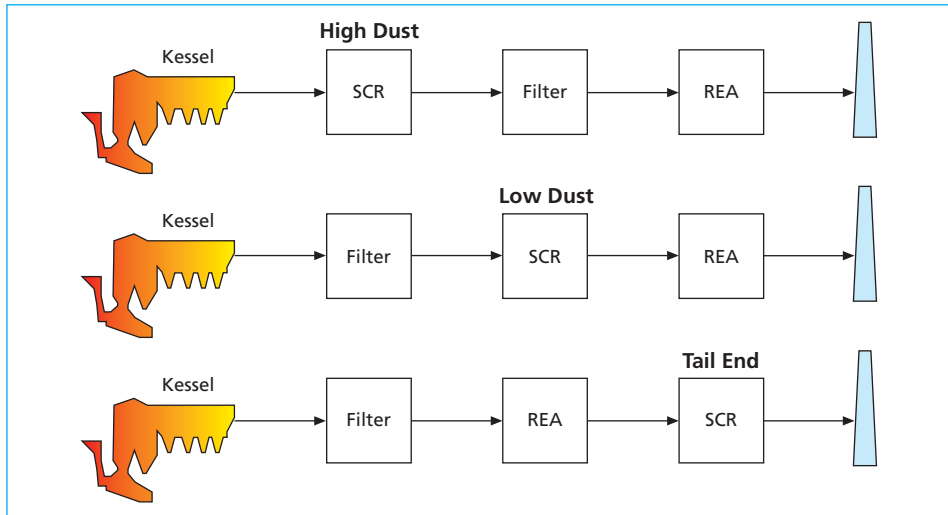 High Dust
Kessel
SCR
Filter
REA
Low Dust
Kessel
Filter
SCR
REA
Tail End
Kessel
Filter
REA
SCR